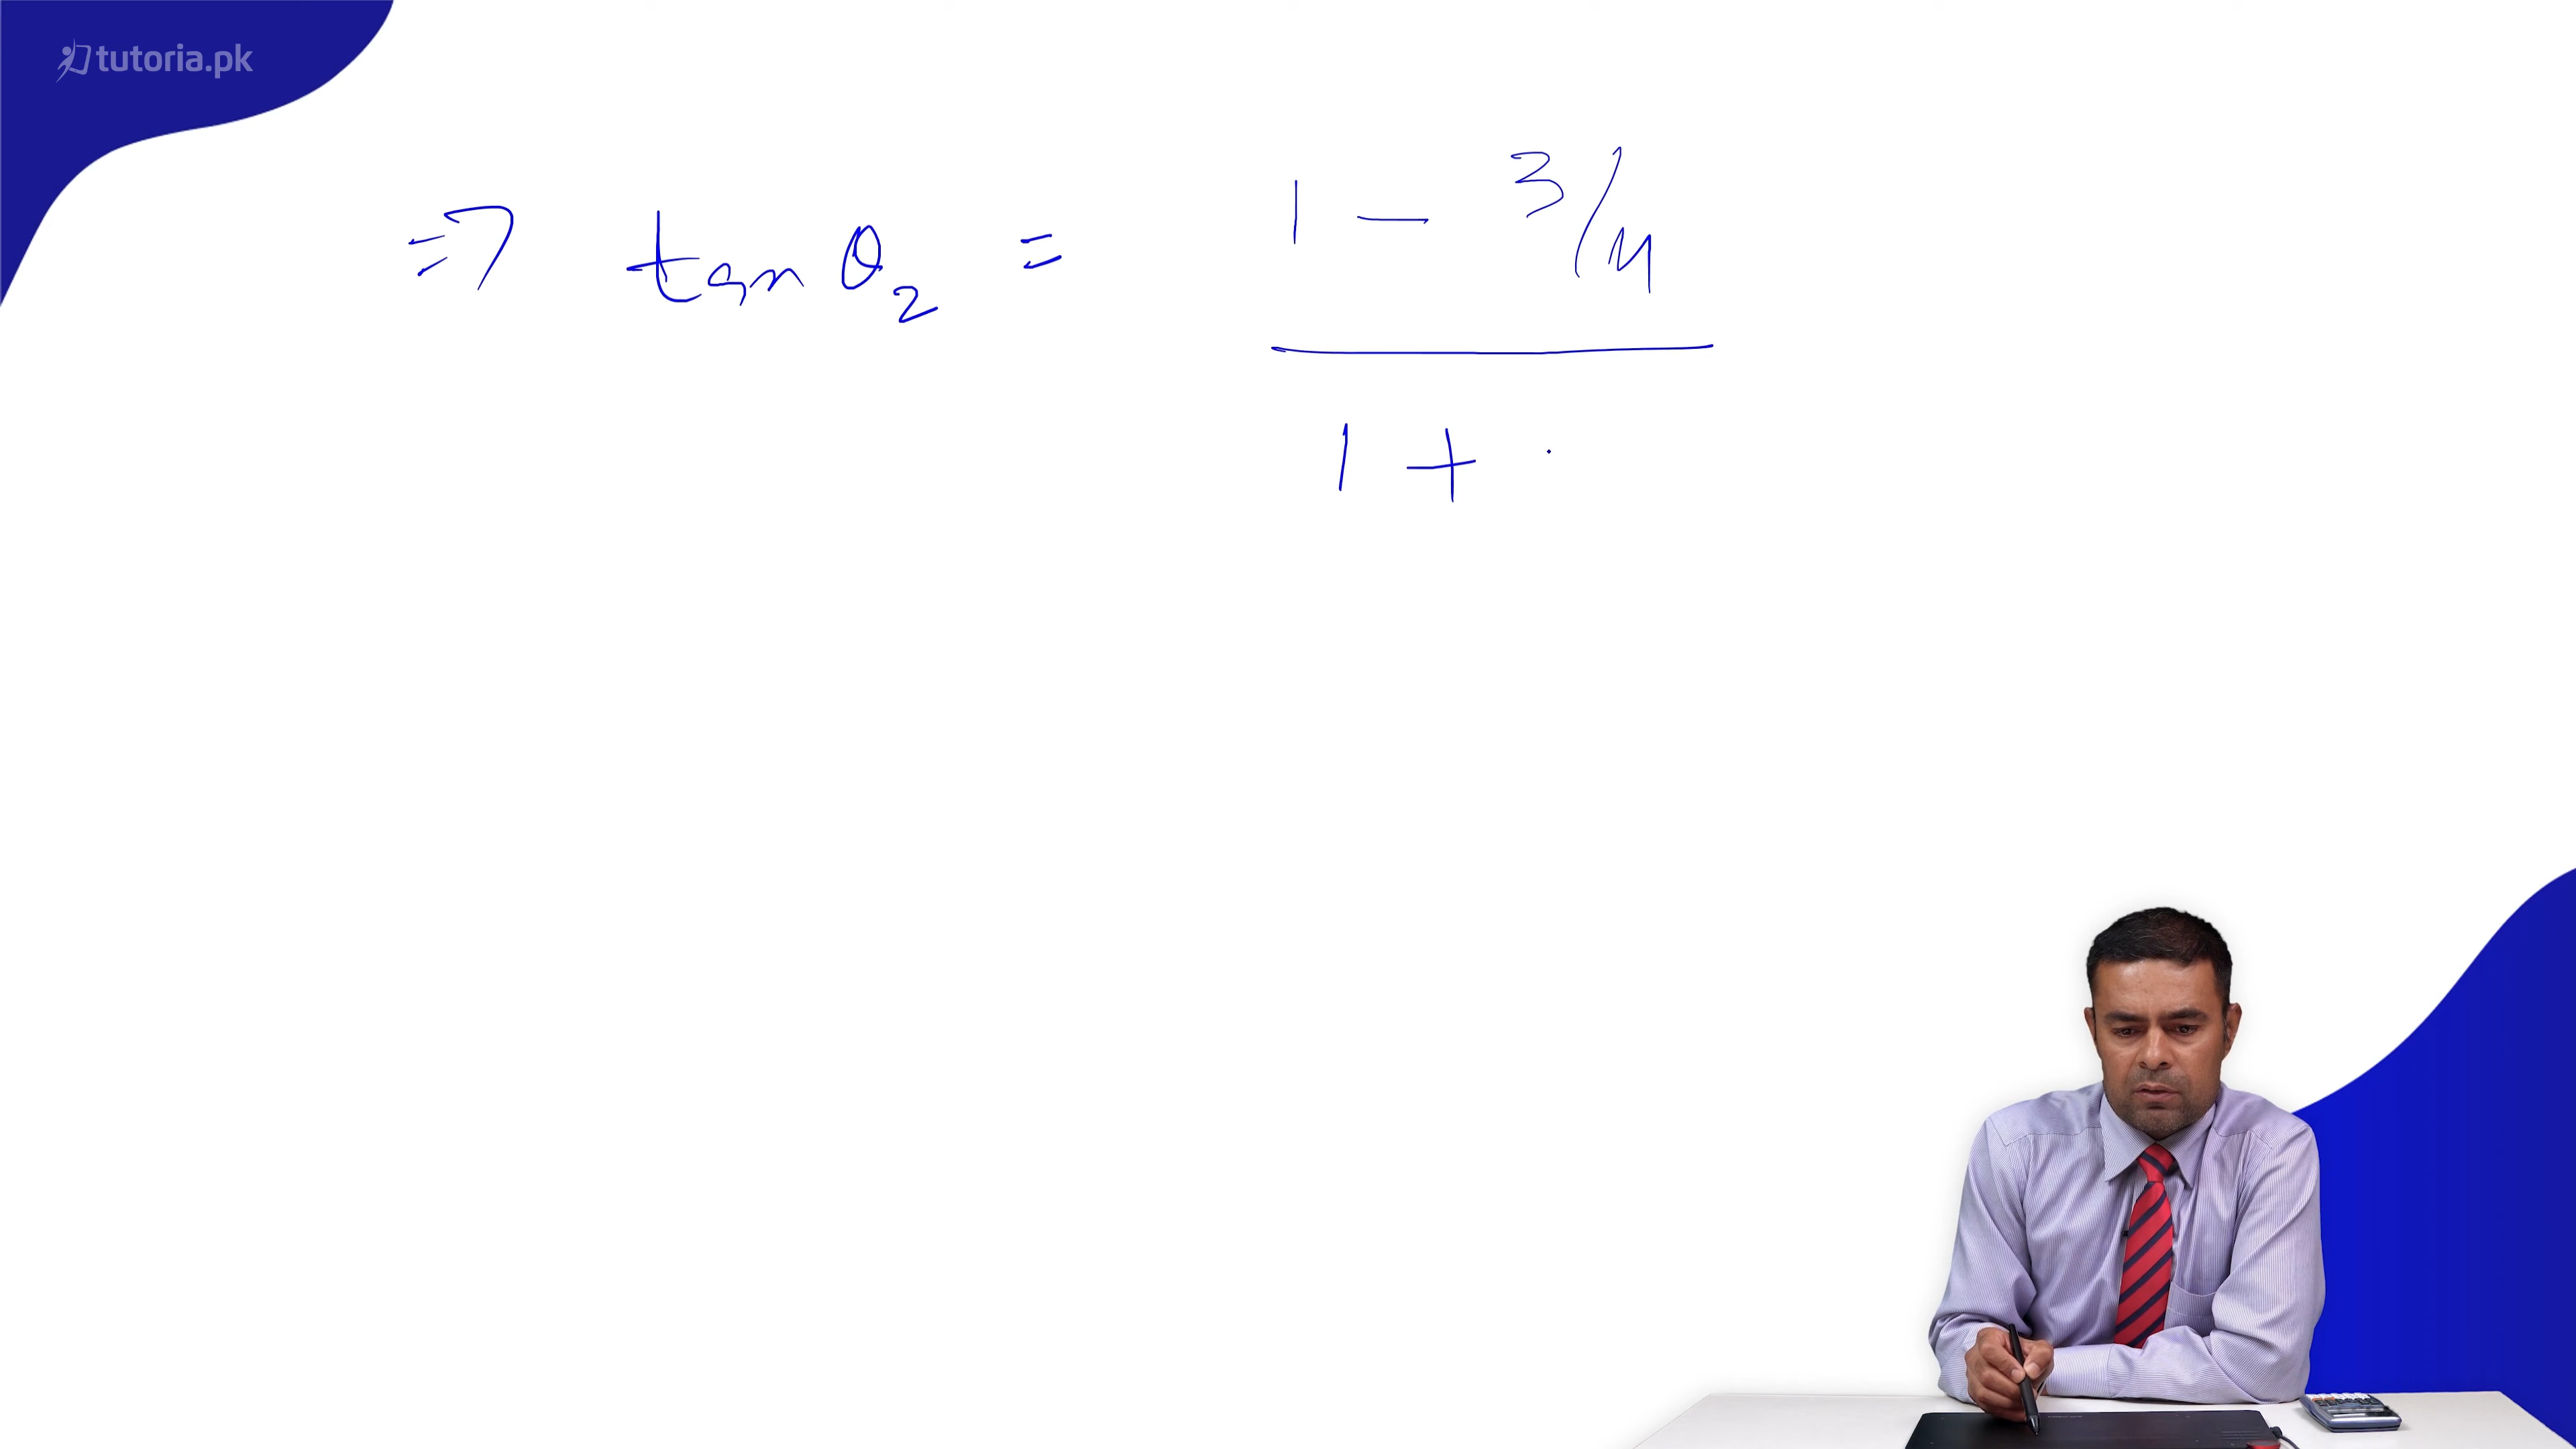 tutoria.pk
=> tan θ₂ =
1 - 3/4
1 + .